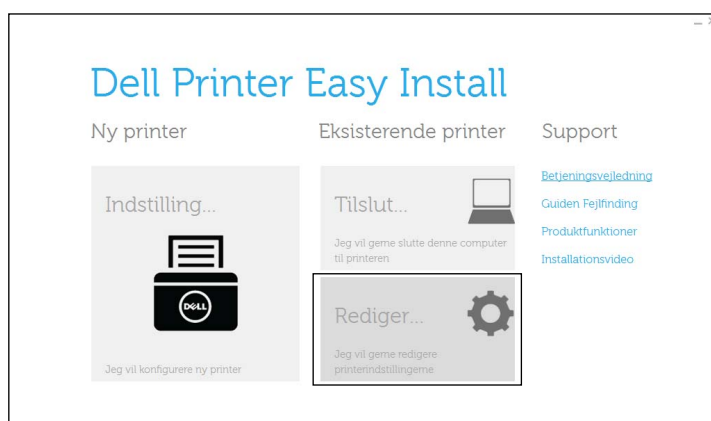 Dell Printer Easy Install
Ny printer
Indstilling...
DELL
Jeg vil konfigurere ny printer
Eksisterende printer
Tilslut...
Jeg vil gerne slutte denne computer
til printeren
Rediger...
Jeg vil gerne redigere
printerindstillingerne
Support
Betjeningsvejledning
Guiden Fejlfinding
Produktfunktioner
Installationsvideo